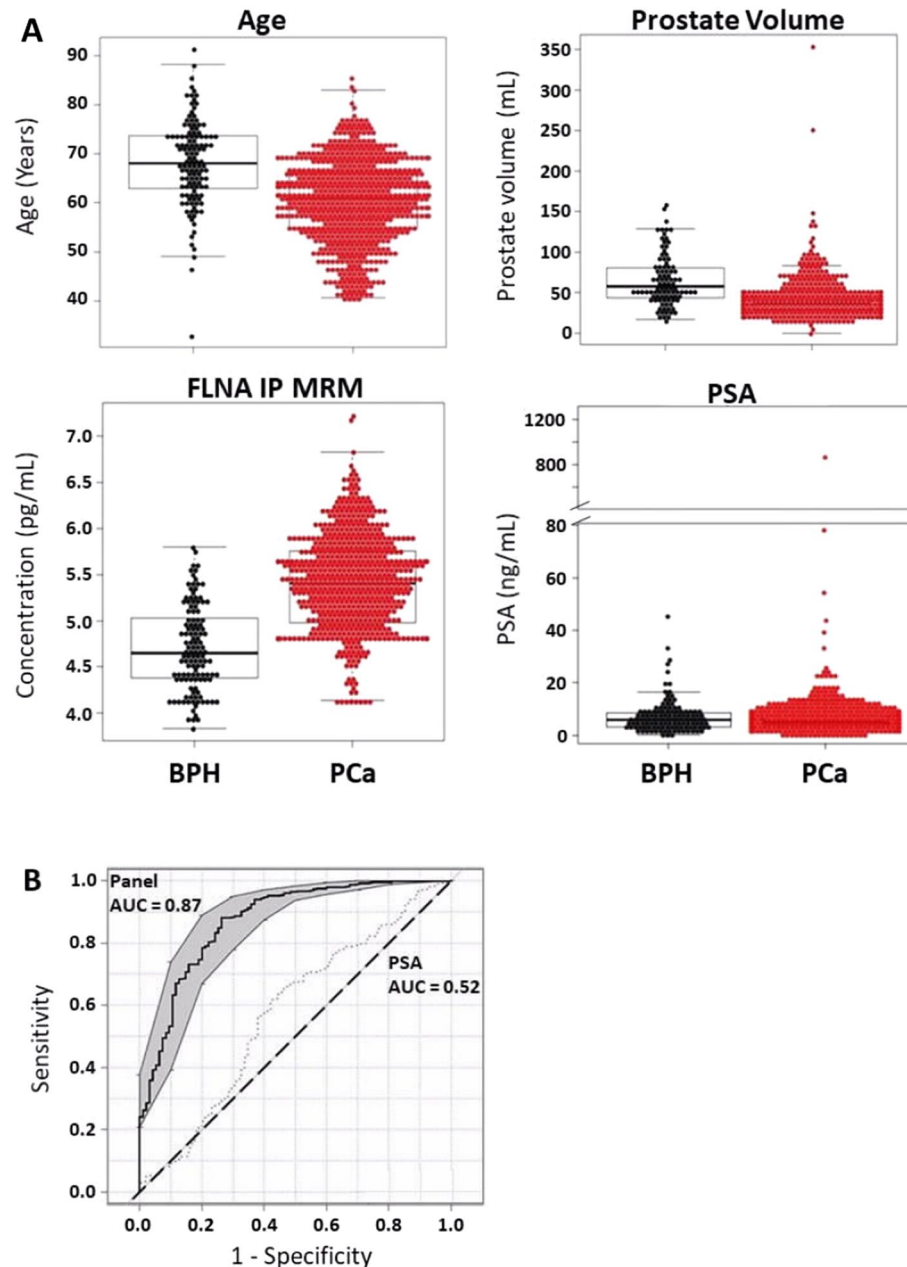 A
Age
Age (Years)
90
80
70
60
50
40
Prostate Volume
Prostate volume (mL)
350
300
250
200
150
100
50
0
FLNA IP MRM
Concentration (pg/mL)
7.0
6.5
6.0
5.5
5.0
4.5
4.0
BPH PCa
PSA
PSA (ng/mL)
1200
800
80
60
40
20
0
BPH PCa
B
Panel
AUC = 0.87
PSA
AUC = 0.52
Sensitivity
1.0
0.8
0.6
0.4
0.2
0.0
0.0 0.2 0.4 0.6 0.8 1.0
1 - Specificity